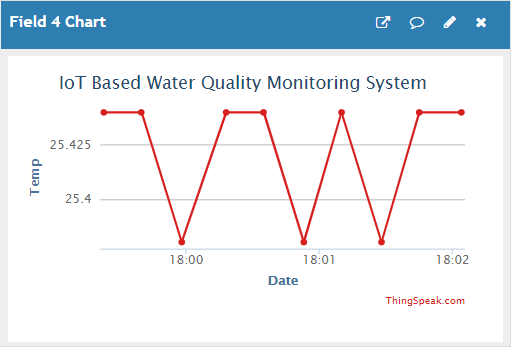 Field 4 Chart
IoT Based Water Quality Monitoring System
25.425
25.4
Temp
18:00 18:01 18:02
Date
ThingSpeak.com